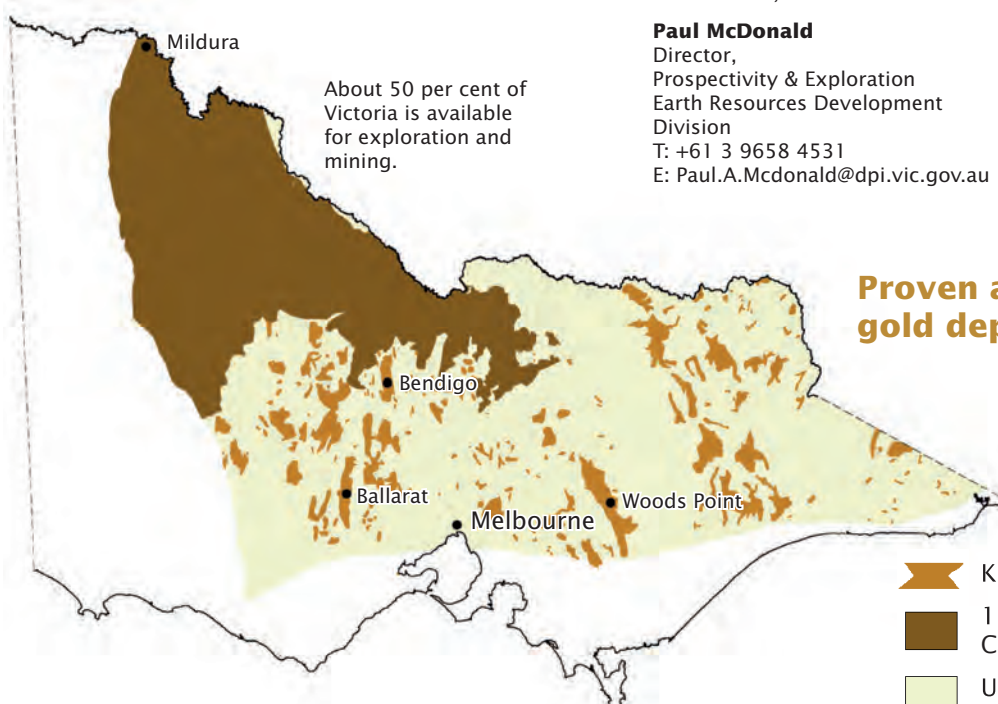 Mildura
About 50 per cent of
Victoria is available
for exploration and
mining.
Paul McDonald
Director,
Prospectivity & Exploration
Earth Resources Development
Division
T: +61 3 9658 4531
E: Paul.A.Mcdonald@dpi.vic.gov.au
Proven a
gold dep
Bendigo
Ballarat
Woods Point
Melbourne
K
1
C
U